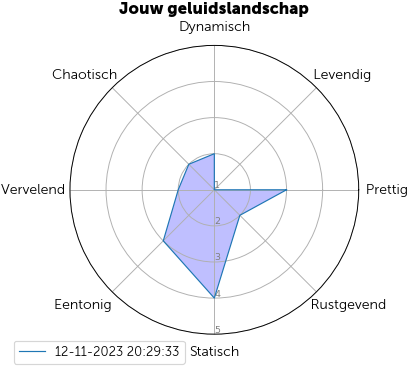 Jouw geluidslandschap
Dynamisch
Chaotisch
Levendig
Vervelend
Prettig
1
2
3
4
5
Eentonig
Rustgevend
Statisch
12-11-2023 20:29:33